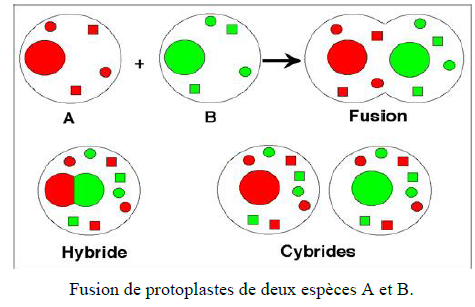 +
A
B
Fusion
Hybride
Cybrides
Fusion de protoplastes de deux espèces A et B.